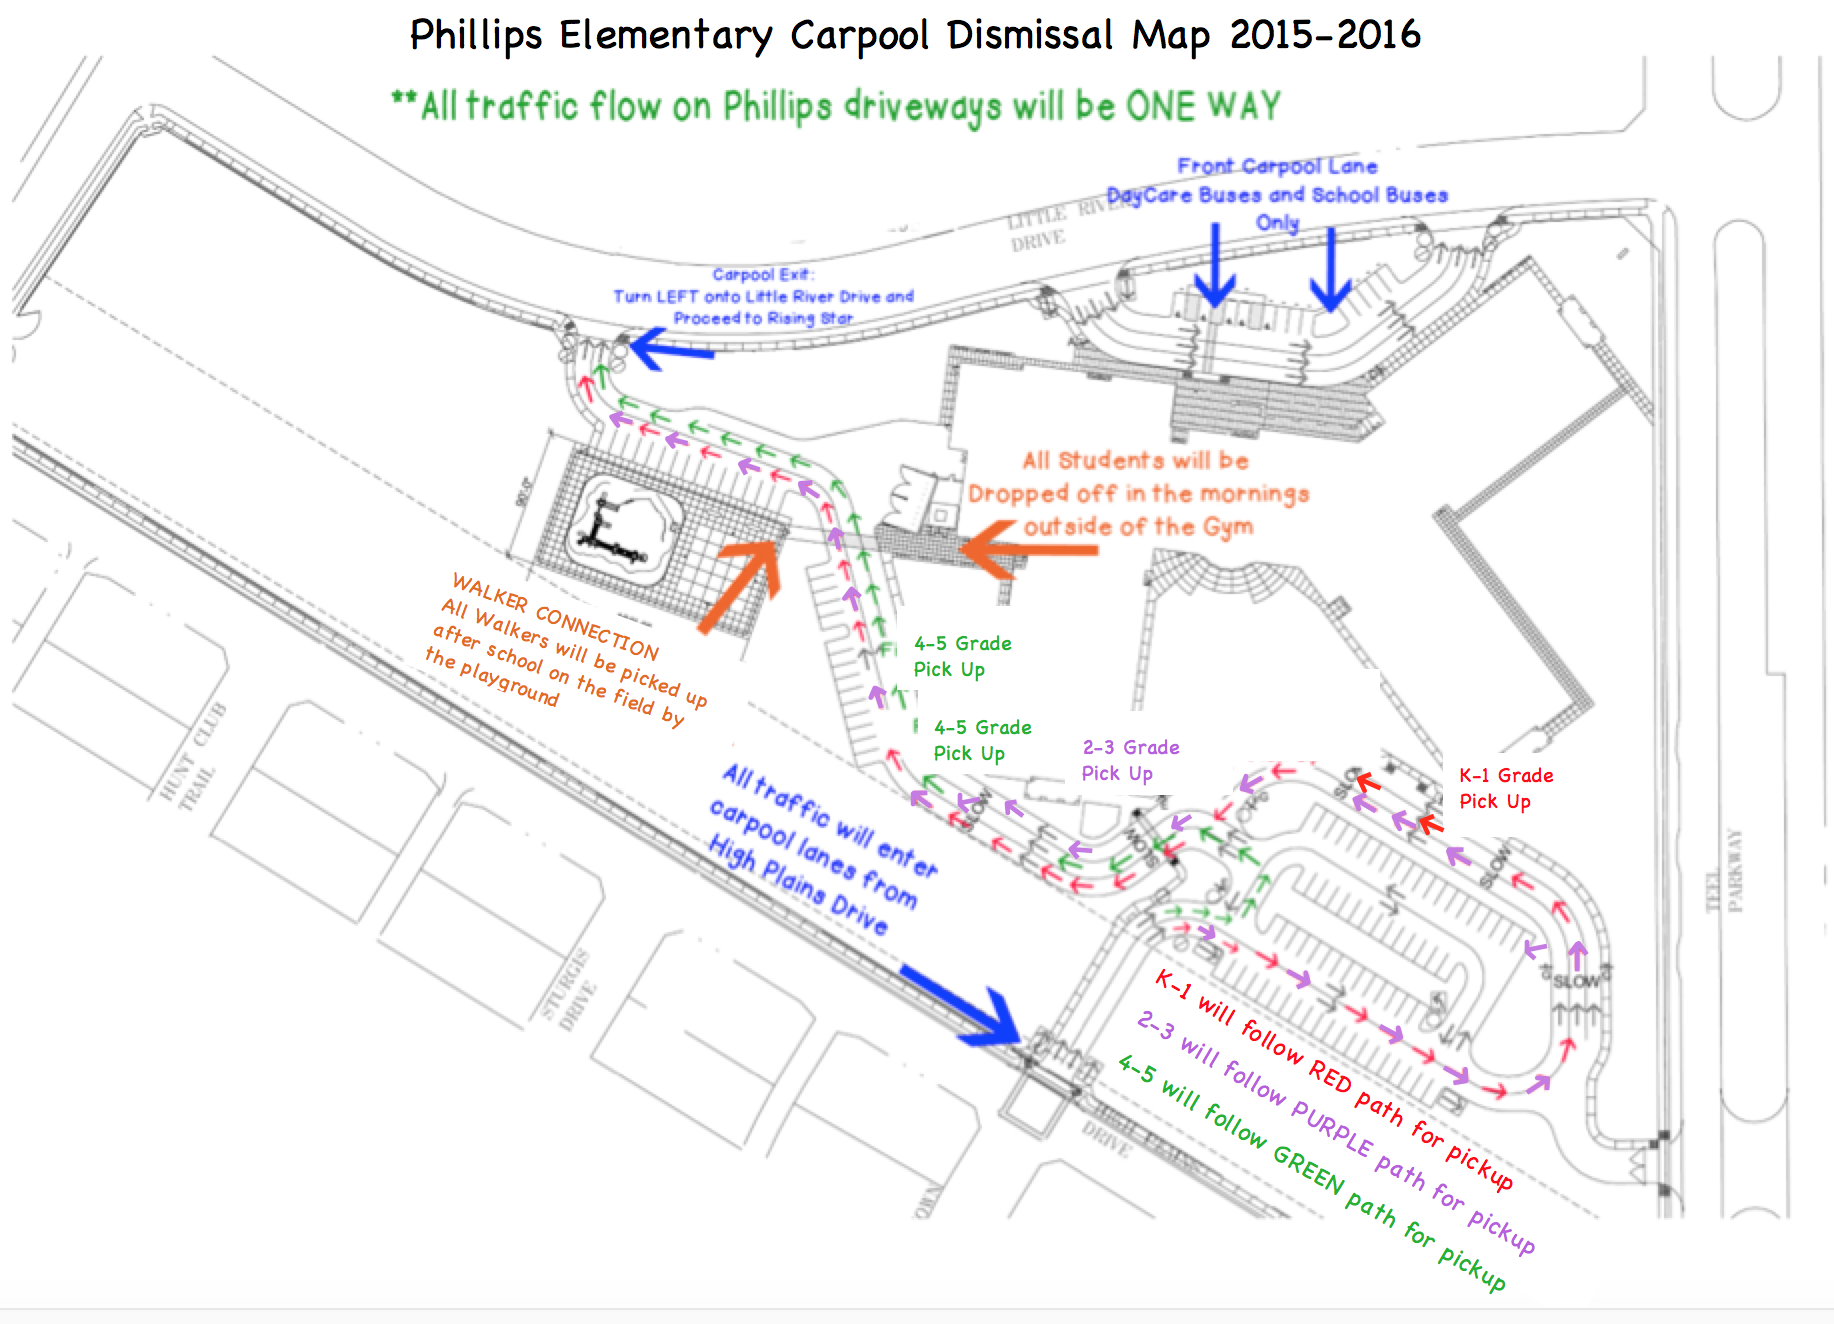 Phillips Elementary Carpool Dismissal Map 2015-2016
**All traffic flow on Phillips driveways will be ONE WAY
Front Carpool Lane
DayCare Buses and School Buses
Only
LITTLE RIVER
DRIVE
Carpool Exit:
Turn LEFT onto Little River Drive and
Proceed to Rising Star
All Students will be
Dropped off in the mornings
outside of the Gym
90'-0"
WALKER CONNECTION
All Walkers will be picked up
after school on the field by
the playground
4-5 Grade
Pick Up
4-5 Grade
Pick Up
2-3 Grade
Pick Up
K-1 Grade
Pick Up
All traffic will enter
carpool lanes from
High Plains Drive
SLOW
SLOW
SLO
SLOW
SLOW
HUNT CLUB
TRAIL
STURGIS
DRIVE
TEEL
PARKWAY
K-1 will follow RED path for pickup
2-3 will follow PURPLE path for pickup
4-5 will follow GREEN path for pickup
HIGH PLAINS
DRIVE